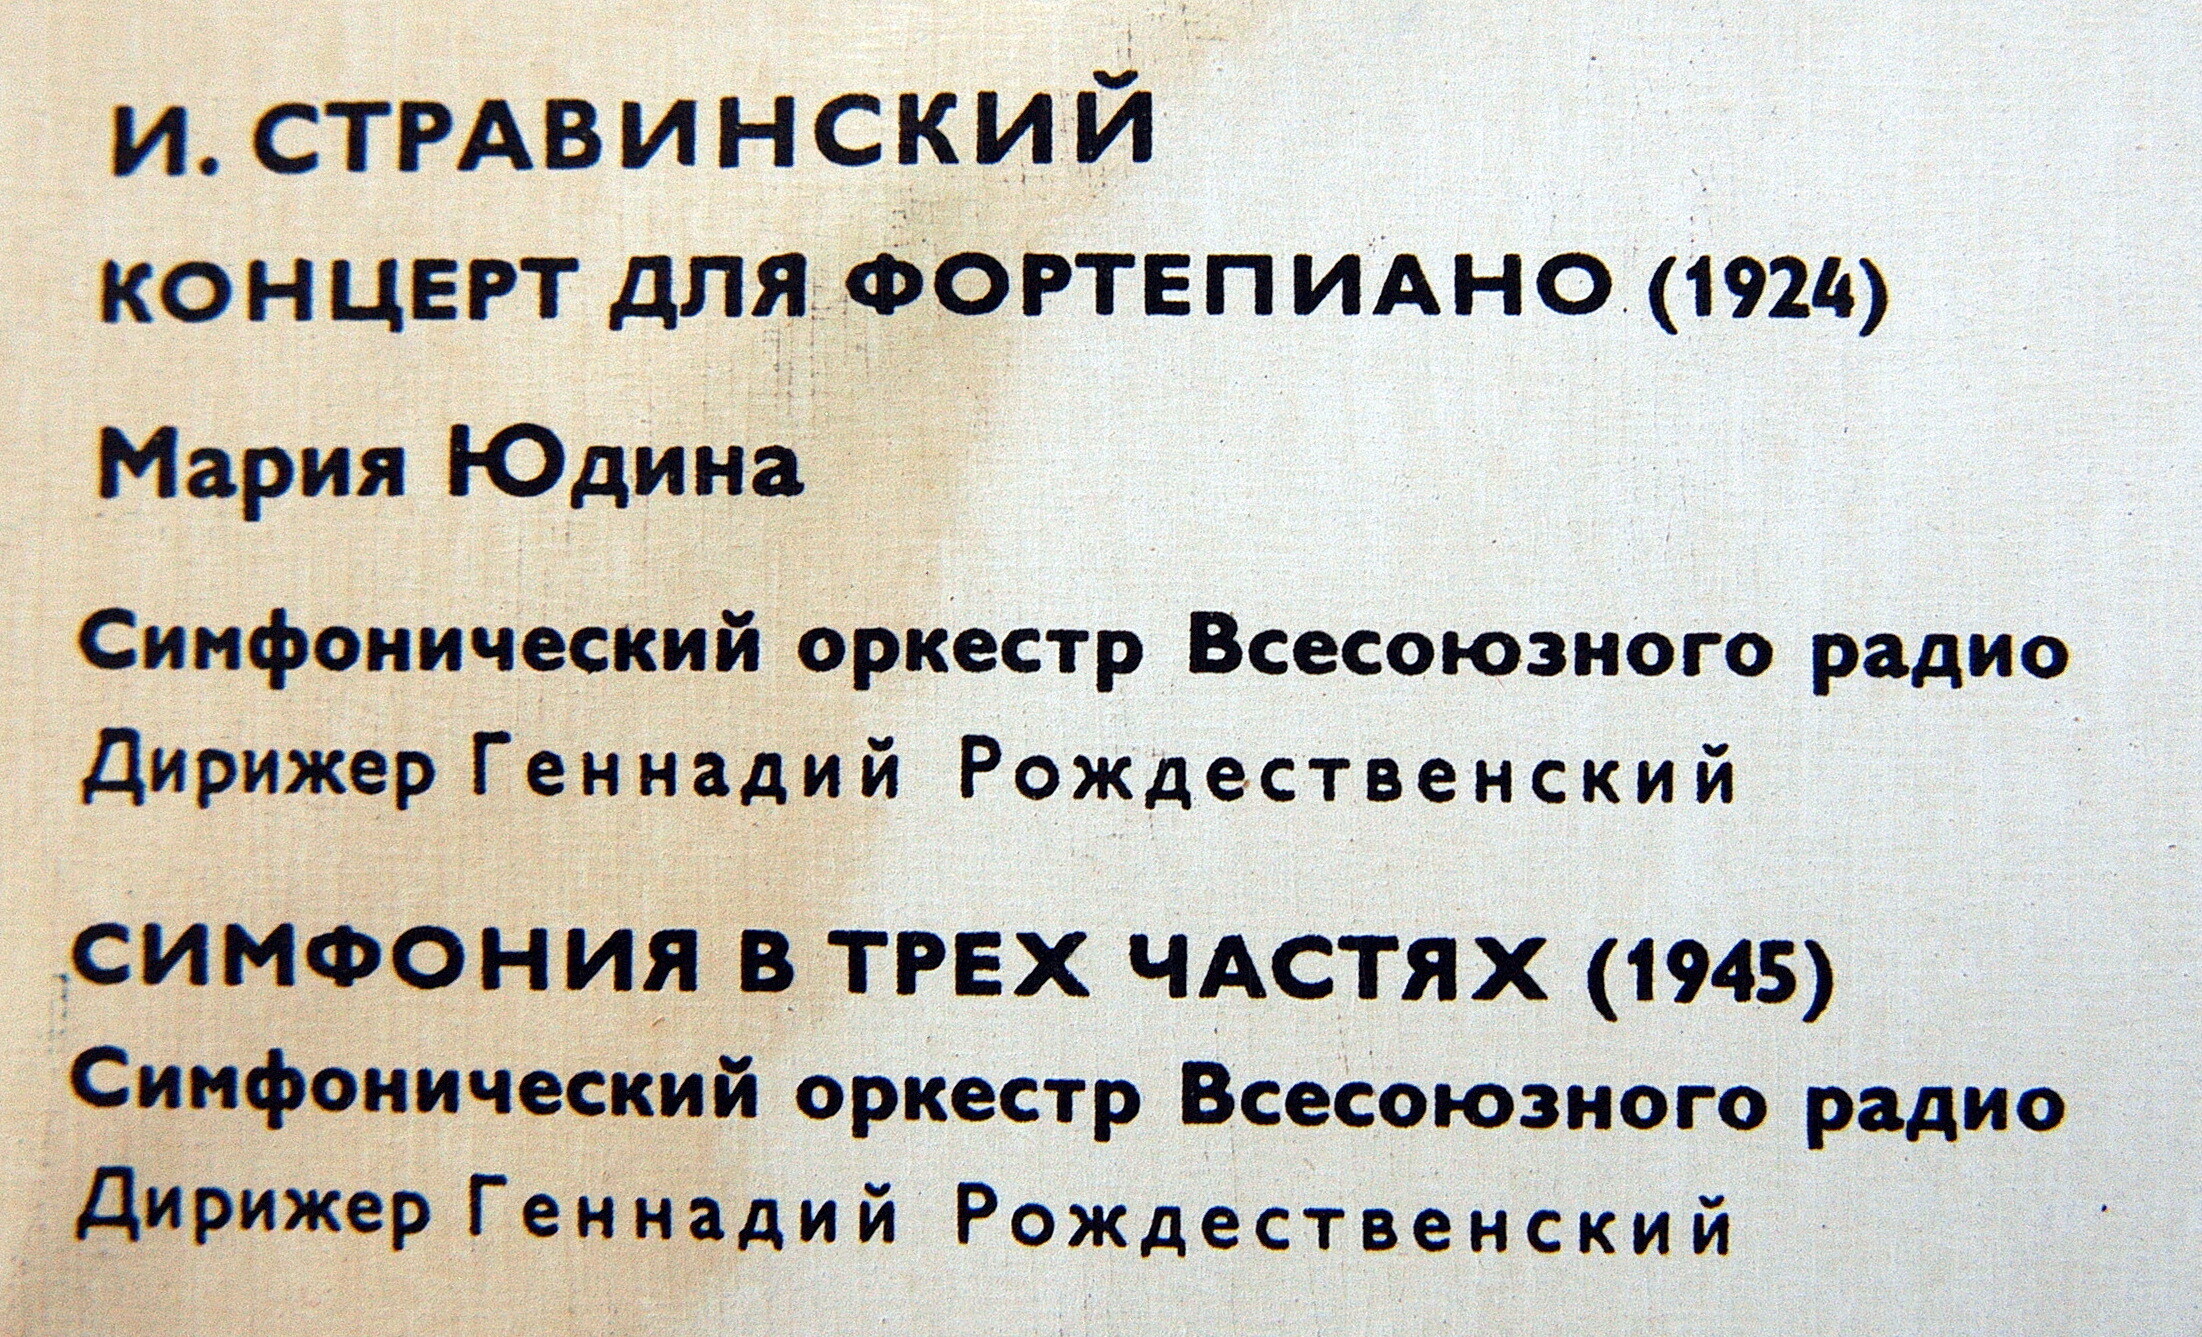 И. СТРАВИНСКИЙ
КОНЦЕРТ ДЛЯ ФОРТЕПИАНО (1924)
Мария Юдина
Симфонический оркестр Всесоюзного радио
Дирижер Геннадий Рождественский
СИМФОНИЯ В ТРЕХ ЧАСТЯХ (1945)
Симфонический оркестр Всесоюзного радио
Дирижер Геннадий Рождественский